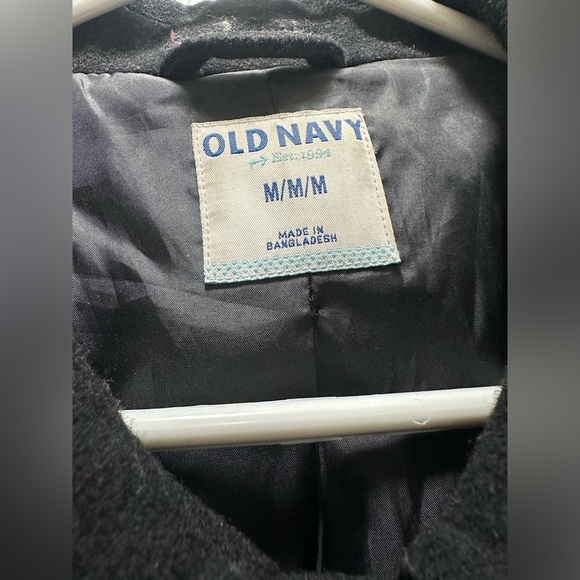 OLD NAVY
Est. 1994
M/M/M
MADE IN
BANGLADESH